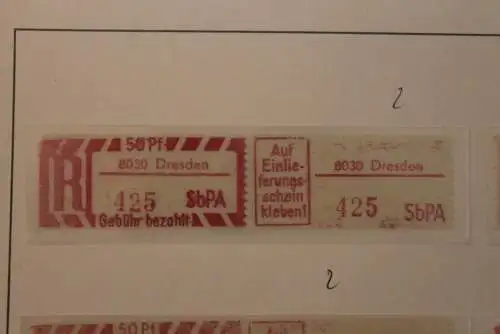 2
50 Pf
8030 Dresden
R
425 SbPA
Gebühr bezahlt
Auf
Einlie-
ferungs-
schein
kleben!
8030 Dresden
425 SbPA
2
50 Pf